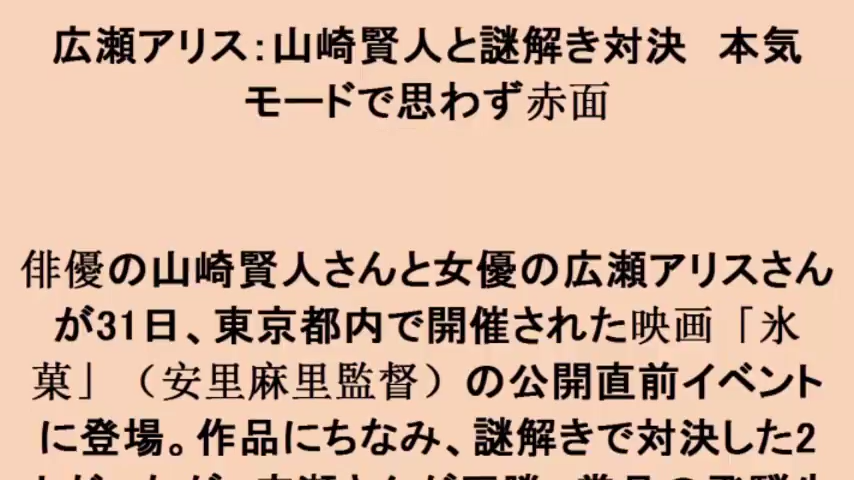 広瀬アリス：山崎賢人と謎解き対決　本気
モードで思わず赤面
俳優の山崎賢人さんと女優の広瀬アリスさん
が31日、東京都内で開催された映画「氷
菓」（安里麻里監督）の公開直前イベント
に登場。作品にちなみ、謎解きで対決した2